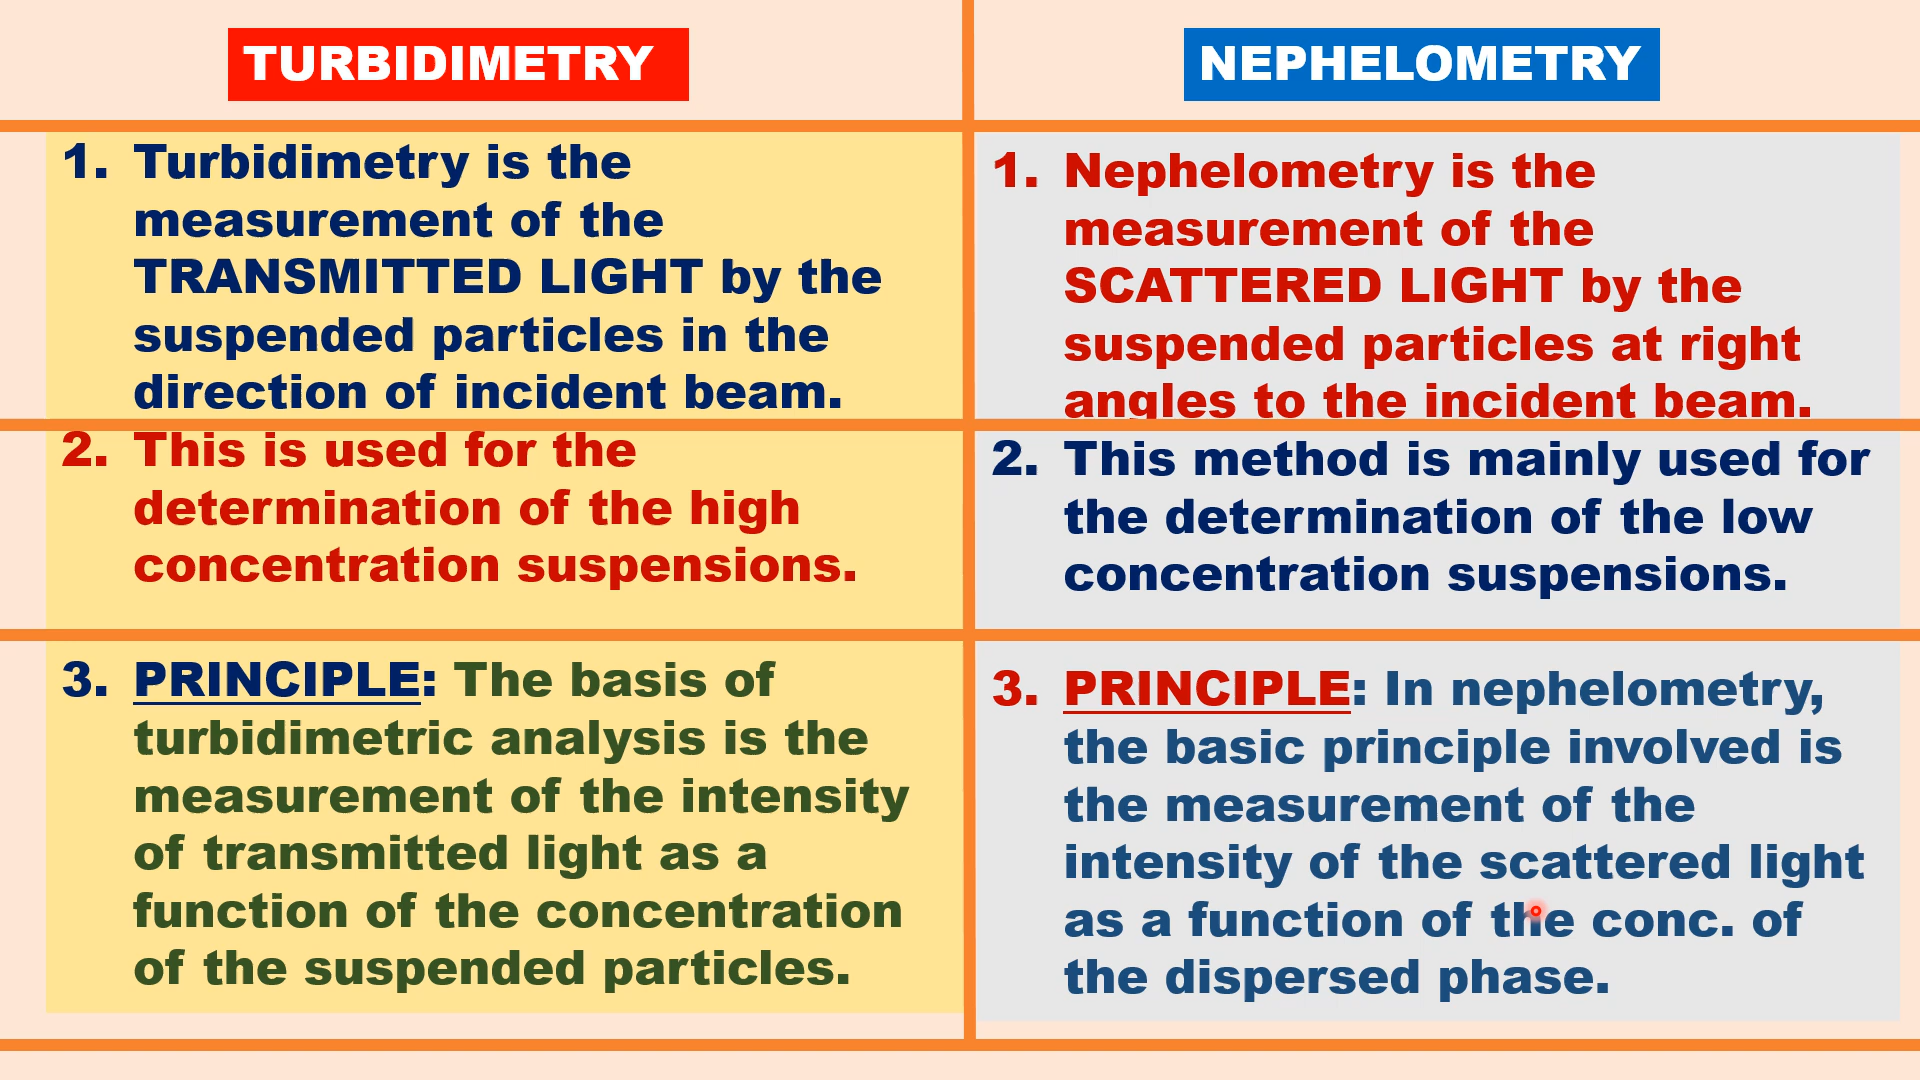 TURBIDIMETRY
1. Turbidimetry is the
measurement of the
TRANSMITTED LIGHT by the
suspended particles in the
direction of incident beam.
2. This is used for the
determination of the high
concentration suspensions.
3. PRINCIPLE: The basis of
turbidimetric analysis is the
measurement of the intensity
of transmitted light as a
function of the concentration
of the suspended particles.
NEPHELOMETRY
1. Nephelometry is the
measurement of the
SCATTERED LIGHT by the
suspended particles at right
angles to the incident beam.
2. This method is mainly used for
the determination of the low
concentration suspensions.
3. PRINCIPLE: In nephelometry,
the basic principle involved is
the measurement of the
intensity of the scattered light
as a function of the conc. of
the dispersed phase.